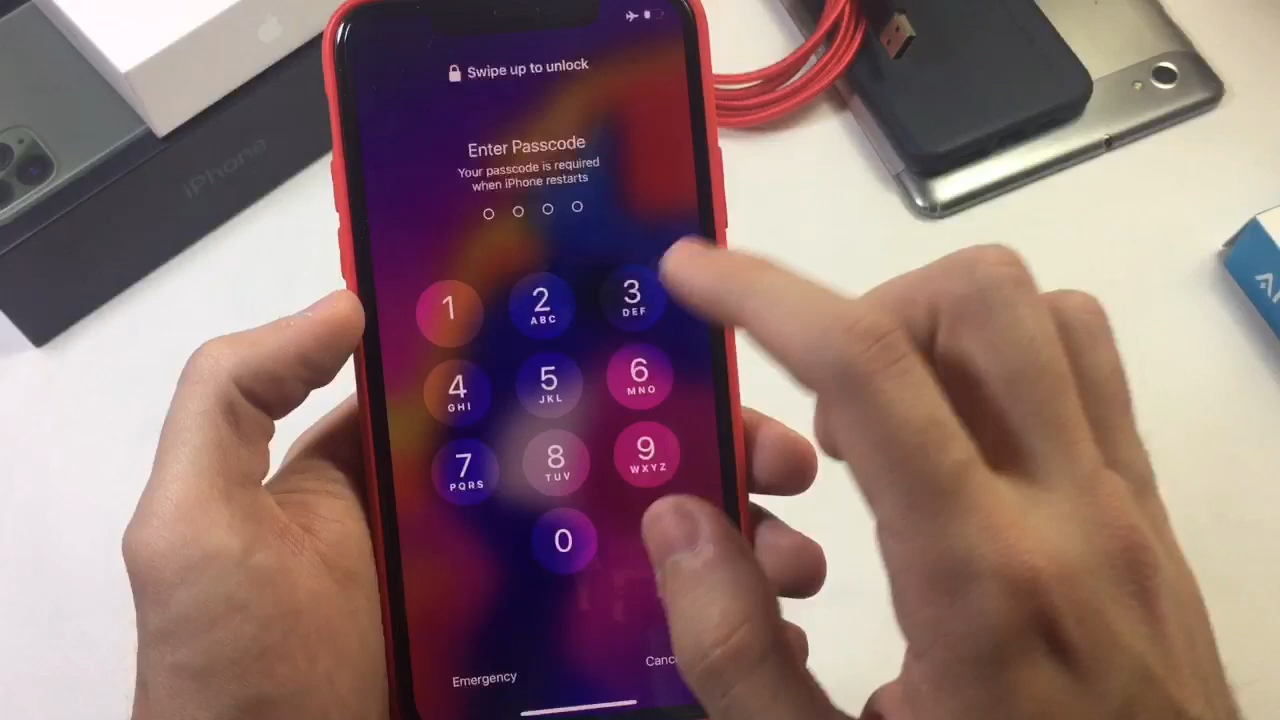 iPhone
Swipe up to unlock
Enter Passcode
Your passcode is required
when iPhone restarts
1
2
ABC
3
DEF
4
GHI
5
JKL
6
MNO
7
PQRS
8
TUV
9
WXYZ
0
Emergency